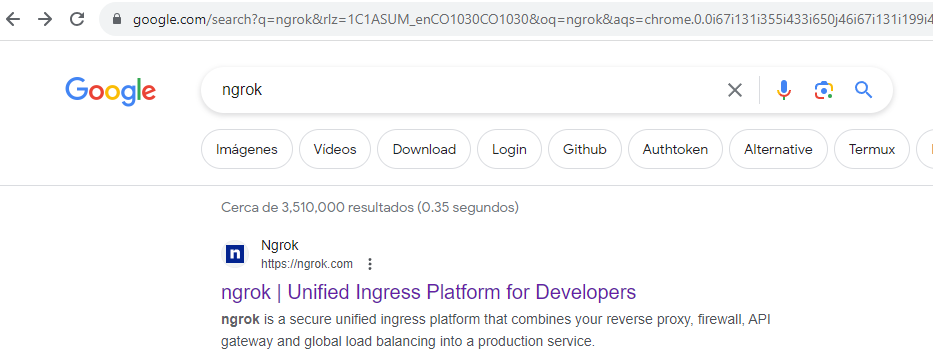 google.com/search?q=ngrok&rlz=1C1ASUM_enCO1030CO1030&oq=ngrok&aqs=chrome.0.0i67i131i355i433i650j46i67i131i199i4
Google
ngrok
Imágenes Vídeos Download Login Github Authtoken Alternative Termux
Cerca de 3,510,000 resultados (0.35 segundos)
n
Ngrok
https://ngrok.com
ngrok | Unified Ingress Platform for Developers
ngrok is a secure unified ingress platform that combines your reverse proxy, firewall, API
gateway and global load balancing into a production service.